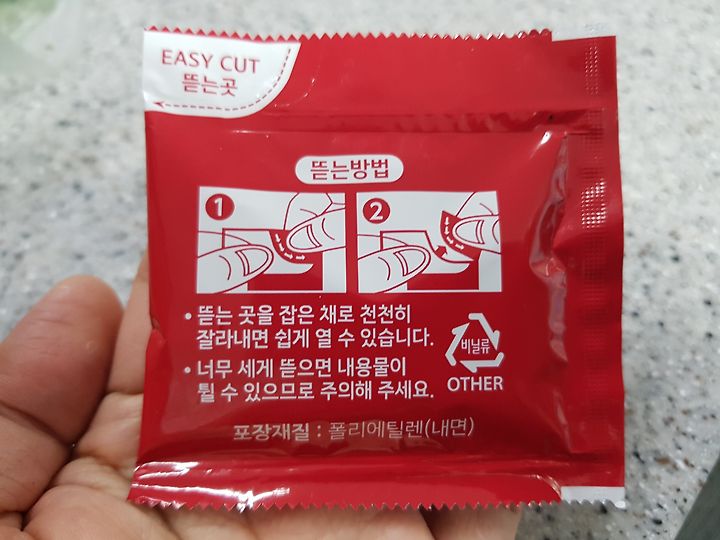 EASY CUT
뜯는곳
뜯는방법
1
2
• 뜯는 곳을 잡은 채로 천천히
잘라내면 쉽게 열 수 있습니다.
• 너무 세게 뜯으면 내용물이
튈 수 있으므로 주의해 주세요.
비닐류
OTHER
포장재질 : 폴리에틸렌(내면)